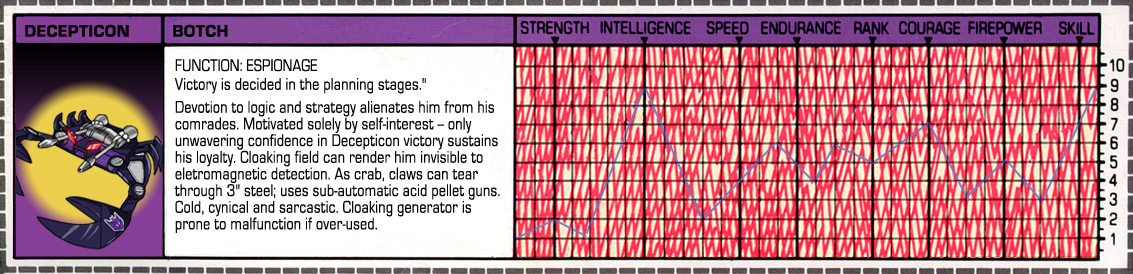 DECEPTICON
BOTCH
FUNCTION: ESPIONAGE
Victory is decided in the planning stages."
Devotion to logic and strategy alienates him from his
comrades. Motivated solely by self-interest – only
unwavering confidence in Decepticon victory sustains
his loyalty. Cloaking field can render him invisible to
eletromagnetic detection. As crab, claws can tear
through 3" steel; uses sub-automatic acid pellet guns.
Cold, cynical and sarcastic. Cloaking generator is
prone to malfunction if over-used.
STRENGTH INTELLIGENCE SPEED ENDURANCE RANK COURAGE FIREPOWER SKILL
10
9
8
7
6
5
4
3
2
1